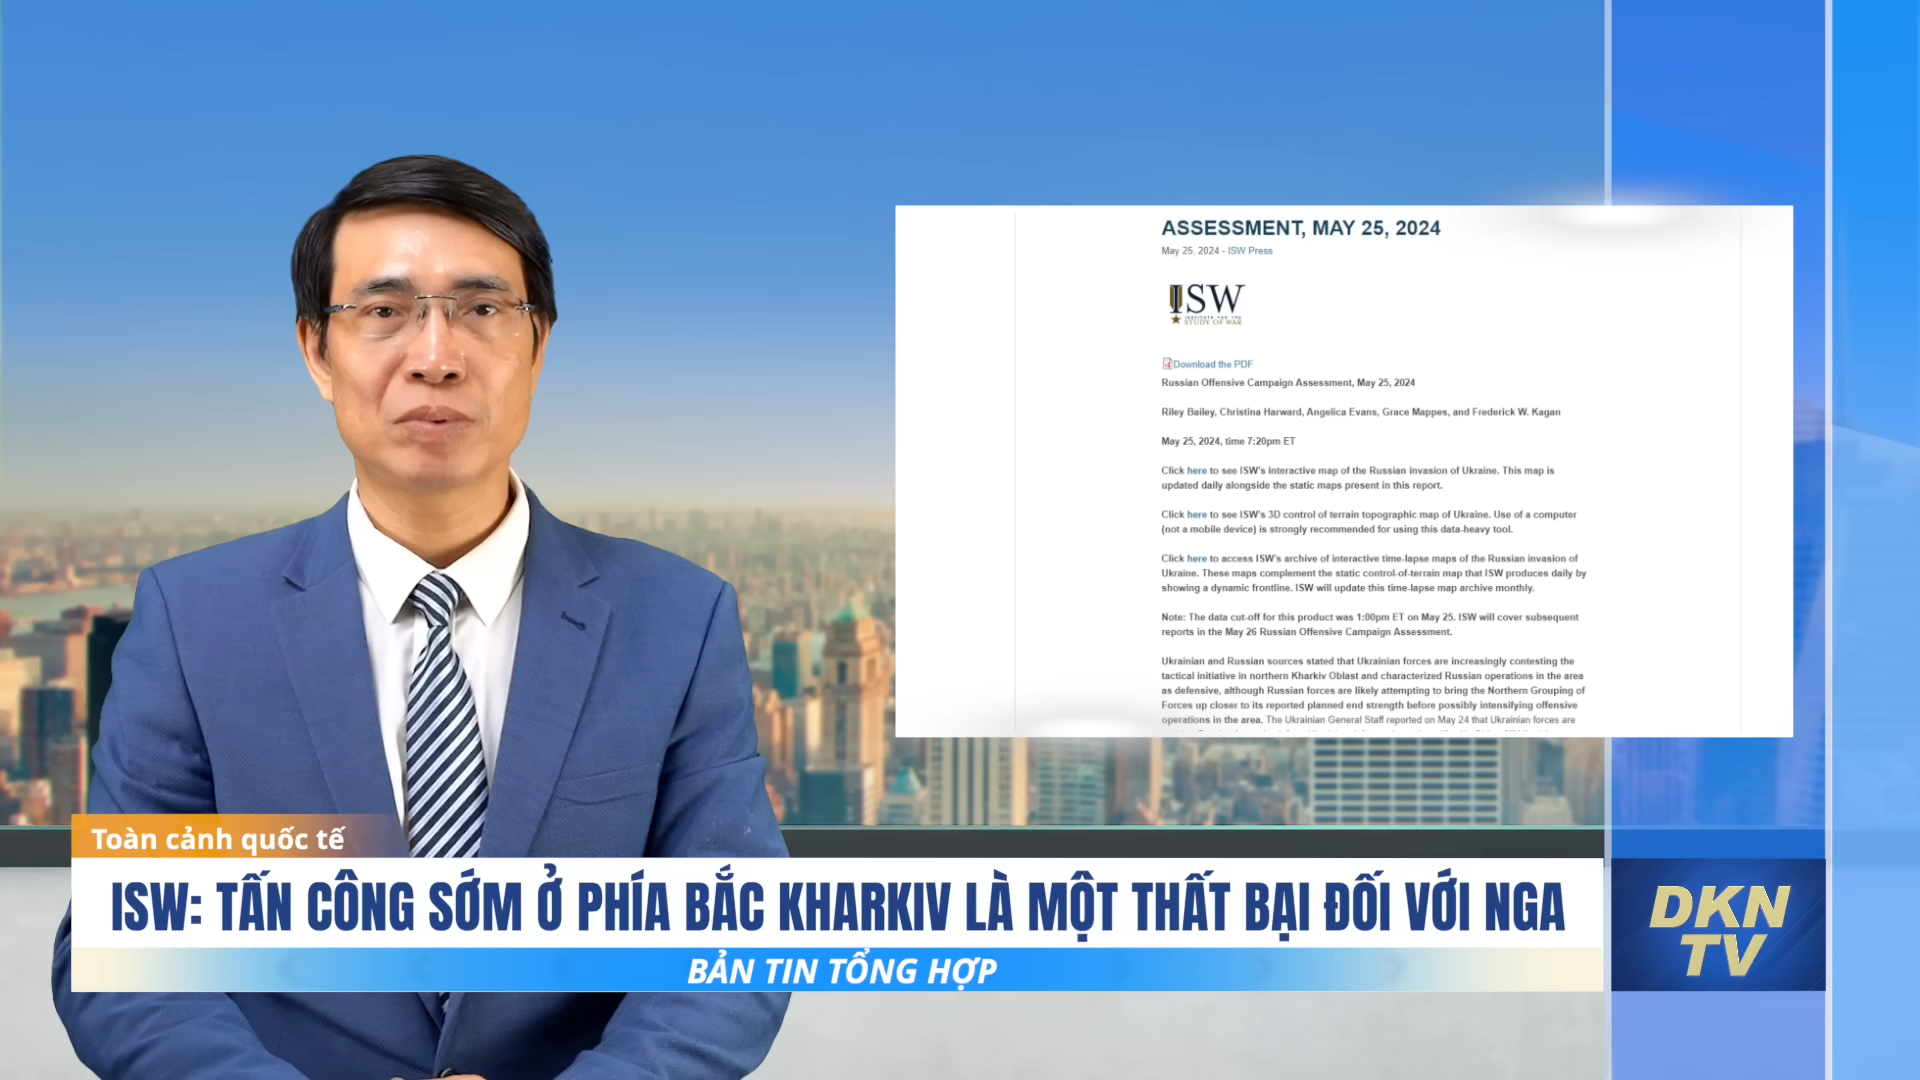 ASSESSMENT, MAY 25, 2024
May 25, 2024 - ISW Press
ISW
INSTITUTE FOR THE
STUDY OF WAR
Download the PDF
Russian Offensive Campaign Assessment, May 25, 2024
Riley Bailey, Christina Harward, Angelica Evans, Grace Mappes, and Frederick W. Kagan
May 25, 2024, time 7:20pm ET
Click here to see ISW's interactive map of the Russian invasion of Ukraine. This map is
updated daily alongside the static maps present in this report.
Click here to see ISW's 3D control of terrain topographic map of Ukraine. Use of a computer
(not a mobile device) is strongly recommended for using this data-heavy tool.
Click here to access ISW's archive of interactive time-lapse maps of the Russian invasion of
Ukraine. These maps complement the static control-of-terrain map that ISW produces daily by
showing a dynamic frontline. ISW will update this time-lapse map archive monthly.
Note: The data cut-off for this product was 1:00pm ET on May 25. ISW will cover subsequent
reports in the May 26 Russian Offensive Campaign Assessment.
Ukrainian and Russian sources stated that Ukrainian forces are increasingly contesting the
tactical initiative in northern Kharkiv Oblast and characterized Russian operations in the area
as defensive, although Russian forces are likely attempting to bring the Northern Grouping of
Forces up closer to its reported planned end strength before possibly intensifying offensive
operations in the area. The Ukrainian General Staff reported on May 24 that Ukrainian forces are
Toàn cảnh quốc tế
ISW: TẤN CÔNG SỚM Ở PHÍA BẮC KHARKIV LÀ MỘT THẤT BẠI ĐỐI VỚI NGA
BẢN TIN TỔNG HỢP
DKN
TV